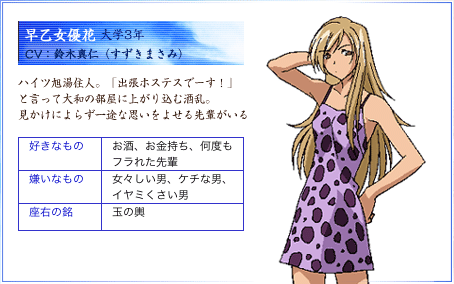 早乙女優花 大学3年
CV:鈴木真仁(すずきまさみ)
ハイツ旭湯住人。「出張ホステスでーす!」
と言って大和の部屋に上がり込む酒乱。
見かけによらず一途な思いをよせる先輩がいる
好きなもの
お酒、お金持ち、何度も
フラれた先輩
嫌いなもの
女々しい男、ケチな男、
イヤミくさい男
座右の銘
玉の輿